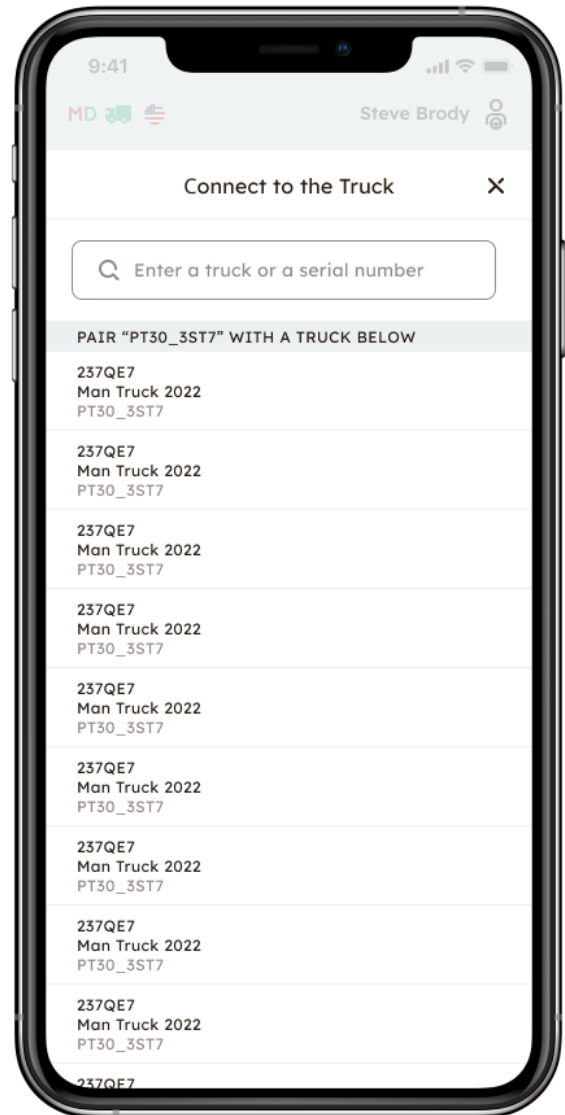 9:41
MD
Steve Brody
Connect to the Truck
Enter a truck or a serial number
PAIR “PT30_3ST7” WITH A TRUCK BELOW
237QE7
Man Truck 2022
PT30_3ST7
237QE7
Man Truck 2022
PT30_3ST7
237QE7
Man Truck 2022
PT30_3ST7
237QE7
Man Truck 2022
PT30_3ST7
237QE7
Man Truck 2022
PT30_3ST7
237QE7
Man Truck 2022
PT30_3ST7
237QE7
Man Truck 2022
PT30_3ST7
237QE7
Man Truck 2022
PT30_3ST7
237QE7
Man Truck 2022
PT30_3ST7
237QE7